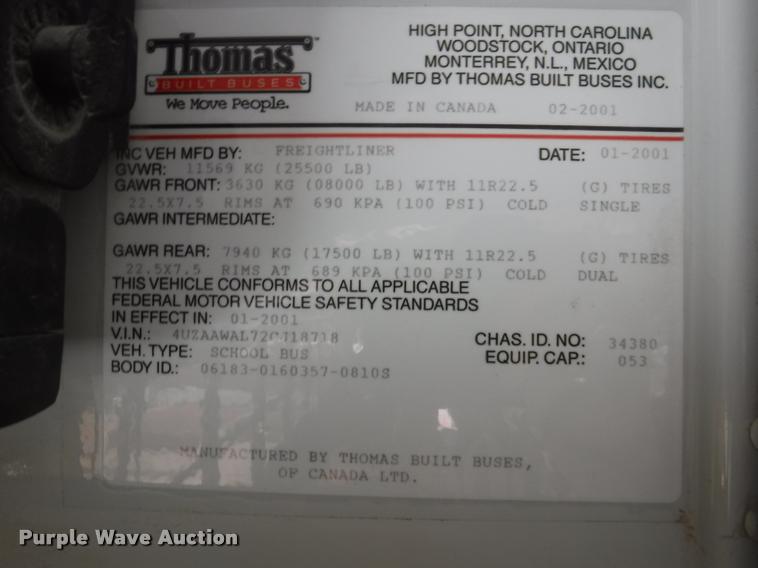 Thomas
BUILT BUSES
We Move People.
HIGH POINT, NORTH CAROLINA
WOODSTOCK, ONTARIO
MONTERREY, N.L., MEXICO
MFD BY THOMAS BUILT BUSES INC.
MADE IN CANADA 02-2001
INC VEH MFD BY: FREIGHTLINER DATE: 01-2001
GVWR: 11569 KG (25500 LB)
GAWR FRONT: 3630 KG (08000 LB) WITH 11R22.5 (G) TIRES
22.5X7.5 RIMS AT 690 KPA (100 PSI) COLD SINGLE
GAWR INTERMEDIATE:
GAWR REAR: 7940 KG (17500 LB) WITH 11R22.5 (G) TIRES
22.5X7.5 RIMS AT 689 KPA (100 PSI) COLD DUAL
THIS VEHICLE CONFORMS TO ALL APPLICABLE
FEDERAL MOTOR VEHICLE SAFETY STANDARDS
IN EFFECT IN: 01-2001
V.I.N.: 4UZAAWAL72CJ18718 CHAS. ID. NO: 34380
VEH. TYPE: SCHOOL BUS EQUIP. CAP.: 053
BODY ID.: 06183-0160357-0810S
MANUFACTURED BY THOMAS BUILT BUSES,
OF CANADA LTD.
Purple Wave Auction